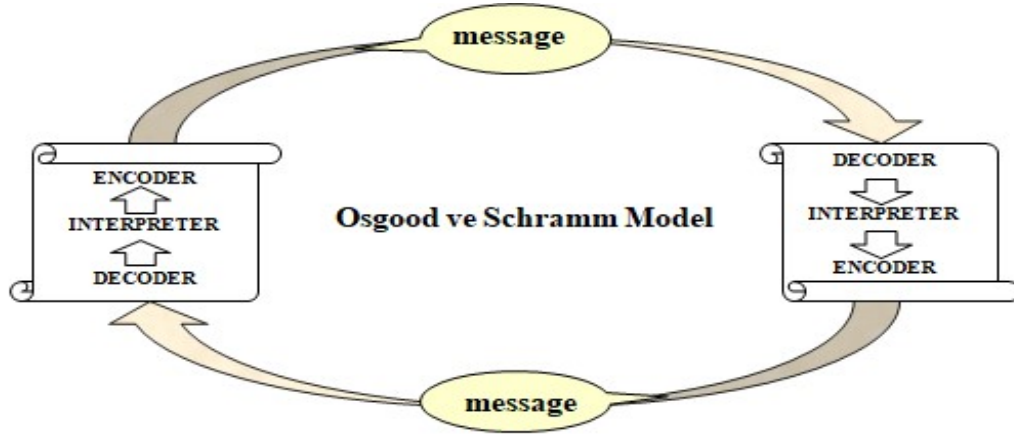 message
ENCODER
INTERPRETER
DECODER
Osgood ve Schramm Model
DECODER
INTERPRETER
ENCODER
message